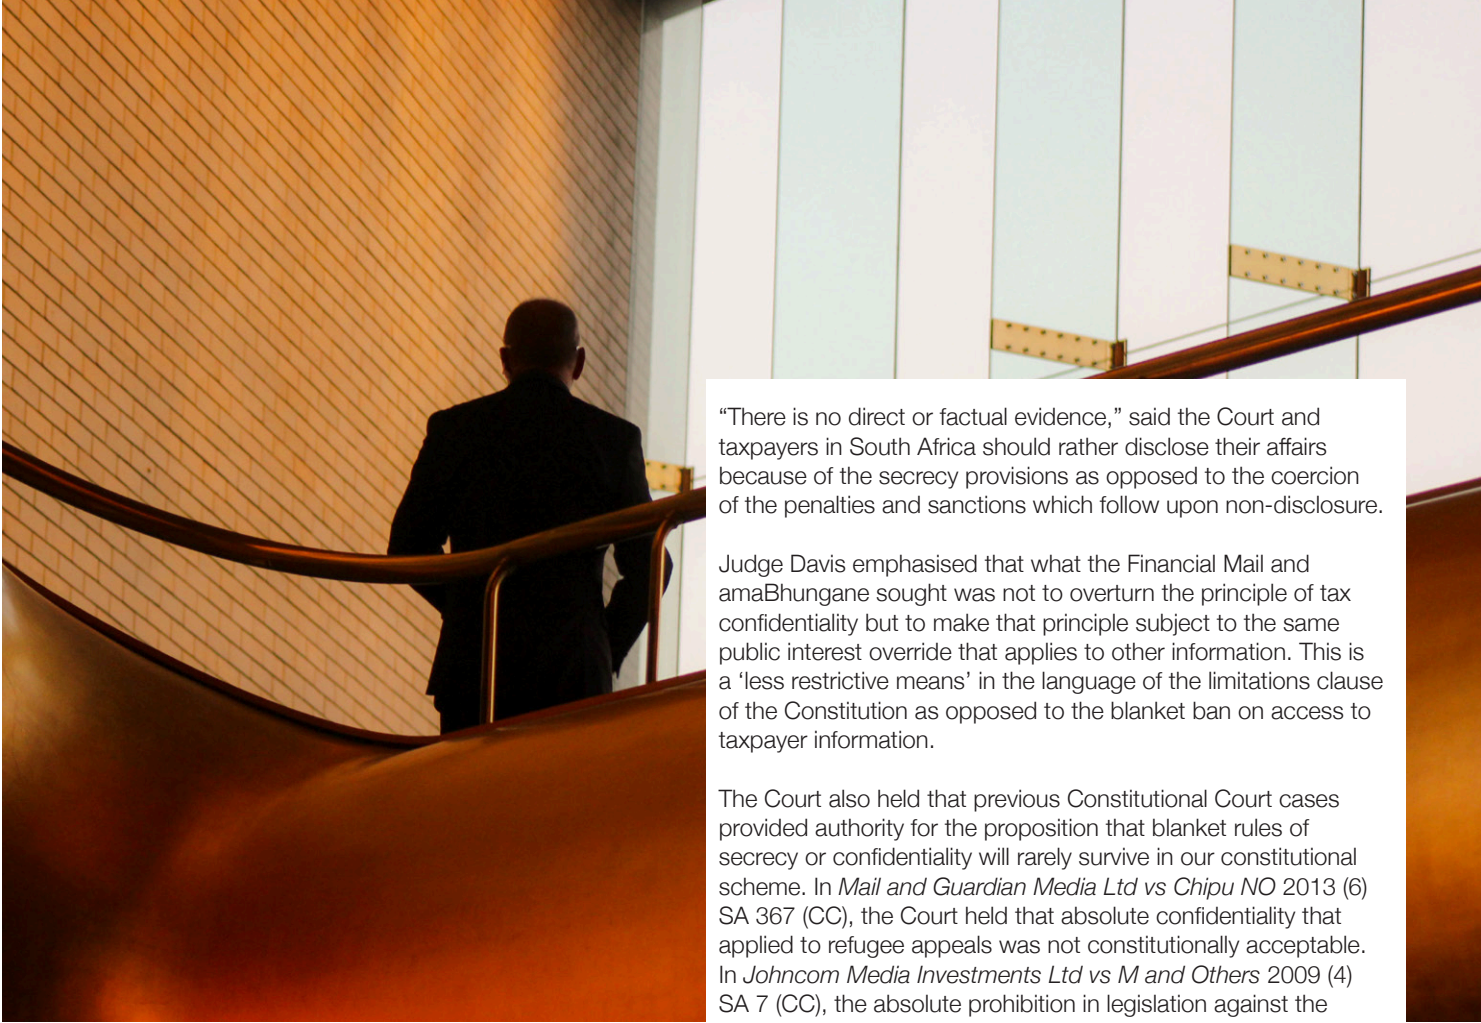 “There is no direct or factual evidence,” said the Court and
taxpayers in South Africa should rather disclose their affairs
because of the secrecy provisions as opposed to the coercion
of the penalties and sanctions which follow upon non-disclosure.
Judge Davis emphasised that what the Financial Mail and
amaBhungane sought was not to overturn the principle of tax
confidentiality but to make that principle subject to the same
public interest override that applies to other information. This is
a ‘less restrictive means’ in the language of the limitations clause
of the Constitution as opposed to the blanket ban on access to
taxpayer information.
The Court also held that previous Constitutional Court cases
provided authority for the proposition that blanket rules of
secrecy or confidentiality will rarely survive in our constitutional
scheme. In Mail and Guardian Media Ltd vs Chipu NO 2013 (6)
SA 367 (CC), the Court held that absolute confidentiality that
applied to refugee appeals was not constitutionally acceptable.
In Johncom Media Investments Ltd vs M and Others 2009 (4)
SA 7 (CC), the absolute prohibition in legislation against the